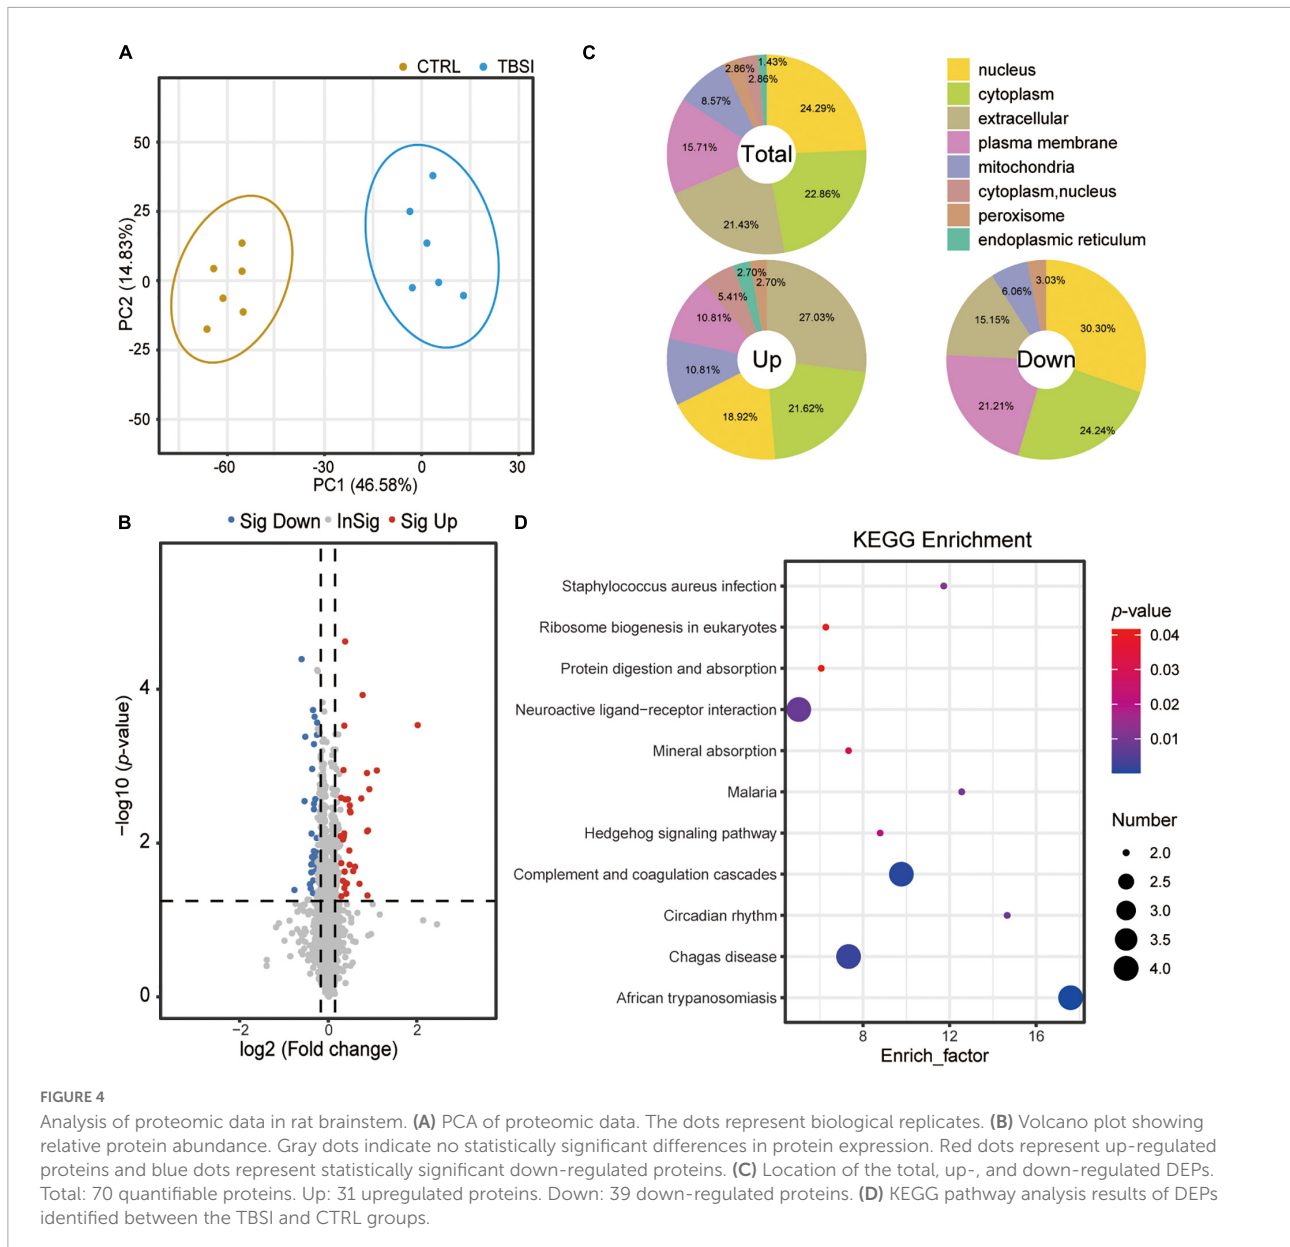 A
CTRL TBSI
50
25
0
-25
-50
PC2 (14.83%)
-60 -30 0 30
PC1 (46.58%)
B
Sig Down InSig Sig Up
4
2
0
−log10 (p-value)
−2 0 2
log2 (Fold change)
C
Total
24.29%
22.86%
21.43%
15.71%
8.57%
2.86%
2.86%
1.43%
nucleus
cytoplasm
extracellular
plasma membrane
mitochondria
cytoplasm,nucleus
peroxisome
endoplasmic reticulum
Up
27.03%
21.62%
18.92%
10.81%
10.81%
5.41%
2.70%
2.70%
Down
30.30%
24.24%
21.21%
15.15%
6.06%
3.03%
D
KEGG Enrichment
Staphylococcus aureus infection
Ribosome biogenesis in eukaryotes
Protein digestion and absorption
Neuroactive ligand−receptor interaction
Mineral absorption
Malaria
Hedgehog signaling pathway
Complement and coagulation cascades
Circadian rhythm
Chagas disease
African trypanosomiasis
8 12 16
Enrich_factor
p-value
0.04
0.03
0.02
0.01
Number
2.0
2.5
3.0
3.5
4.0
FIGURE 4
Analysis of proteomic data in rat brainstem. (A) PCA of proteomic data. The dots represent biological replicates. (B) Volcano plot showing
relative protein abundance. Gray dots indicate no statistically significant differences in protein expression. Red dots represent up-regulated
proteins and blue dots represent statistically significant down-regulated proteins. (C) Location of the total, up-, and down-regulated DEPs.
Total: 70 quantifiable proteins. Up: 31 upregulated proteins. Down: 39 down-regulated proteins. (D) KEGG pathway analysis results of DEPs
identified between the TBSI and CTRL groups.